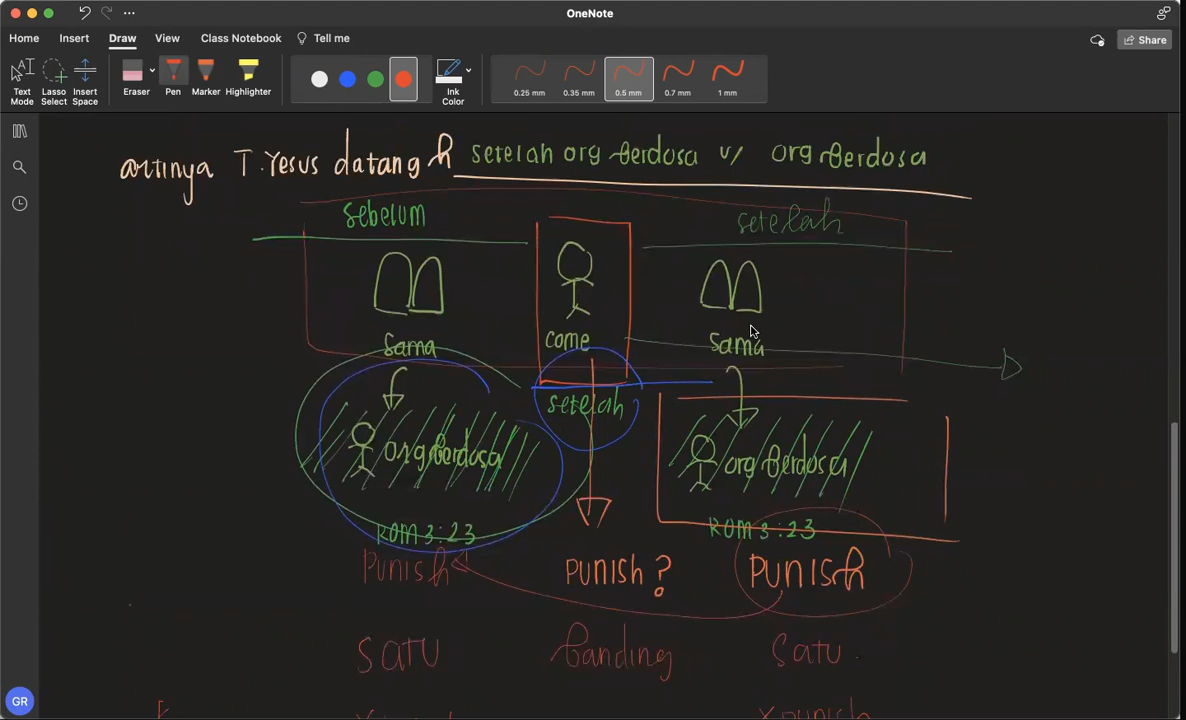 OneNote
Home Insert Draw View Class Notebook Tell me Share
Text Mode Lasso Select Insert Space Eraser Pen Marker Highlighter Ink Color 0.25 mm 0.35 mm 0.5 mm 0.7 mm 1 mm
artinya T.Yesus datang h setelah org berdosa u/ org berdosa
sebelum setelah
sama come sama
setelah
org berdosa org berdosa
ROM 3:23 ROM 3:23
PUNISH PUNISH? PUNISH
SATU banding SATU
GR
xpunish xpunish